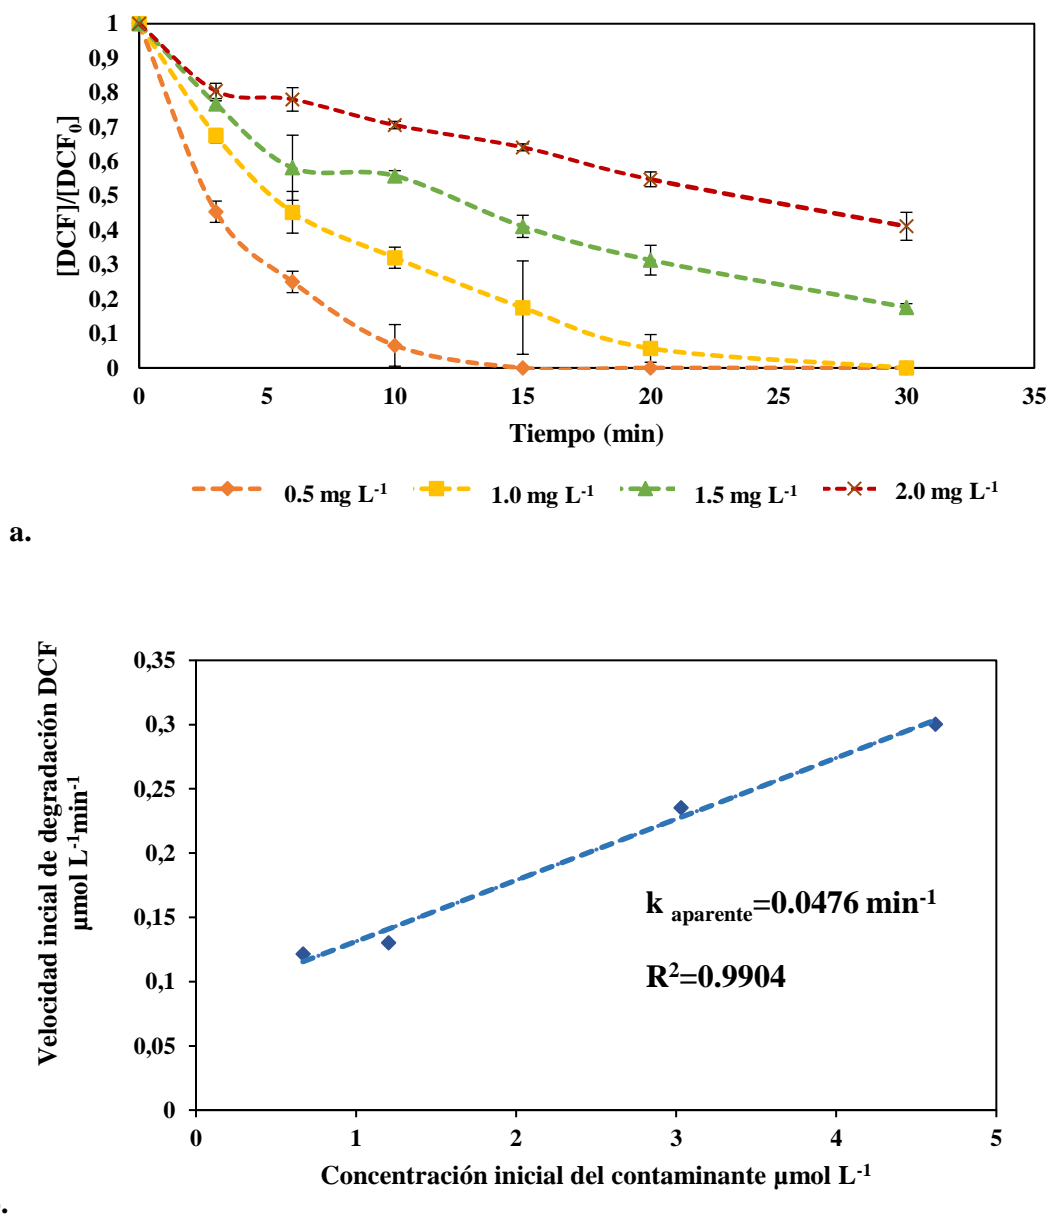 1
0,9
0,8
0,7
0,6
0,5
0,4
0,3
0,2
0,1
0
[DCF]/[DCF₀]
0 5 10 15 20 25 30 35
Tiempo (min)
0.5 mg L⁻¹ 1.0 mg L⁻¹ 1.5 mg L⁻¹ 2.0 mg L⁻¹
a.
Velocidad incial de degradación DCF
µmol L⁻¹min⁻¹
0,35
0,3
0,25
0,2
0,15
0,1
0,05
0
k aparente=0.0476 min⁻¹
R²=0.9904
0 1 2 3 4 5
Concentración inicial del contaminante µmol L⁻¹